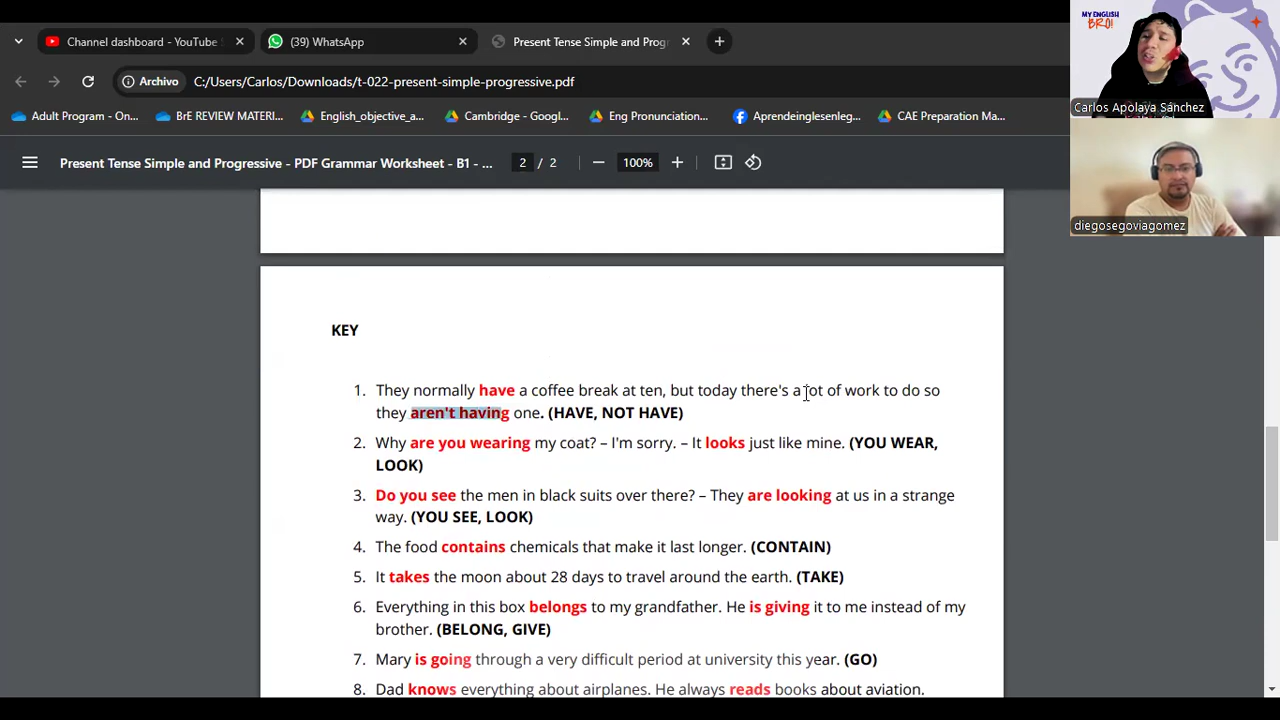 Channel dashboard - YouTube
(39) WhatsApp
Present Tense Simple and Prog
Archivo
C:/Users/Carlos/Downloads/t-022-present-simple-progressive.pdf
Adult Program - On...
BrE REVIEW MATERI...
English_objective_a...
Cambridge - Googl...
Eng Pronunciation...
Aprendeinglesenleg...
CAE Preparation Ma...
Present Tense Simple and Progressive - PDF Grammar Worksheet - B1 - ...
2 / 2
100%
MY ENGLISH
BRO!
Carlos Apolaya Sánchez
diegosegoviagomez
KEY
1. They normally have a coffee break at ten, but today there's a lot of work to do so
they aren't having one. (HAVE, NOT HAVE)
2. Why are you wearing my coat? – I'm sorry. – It looks just like mine. (YOU WEAR,
LOOK)
3. Do you see the men in black suits over there? – They are looking at us in a strange
way. (YOU SEE, LOOK)
4. The food contains chemicals that make it last longer. (CONTAIN)
5. It takes the moon about 28 days to travel around the earth. (TAKE)
6. Everything in this box belongs to my grandfather. He is giving it to me instead of my
brother. (BELONG, GIVE)
7. Mary is going through a very difficult period at university this year. (GO)
8. Dad knows everything about airplanes. He always reads books about aviation.